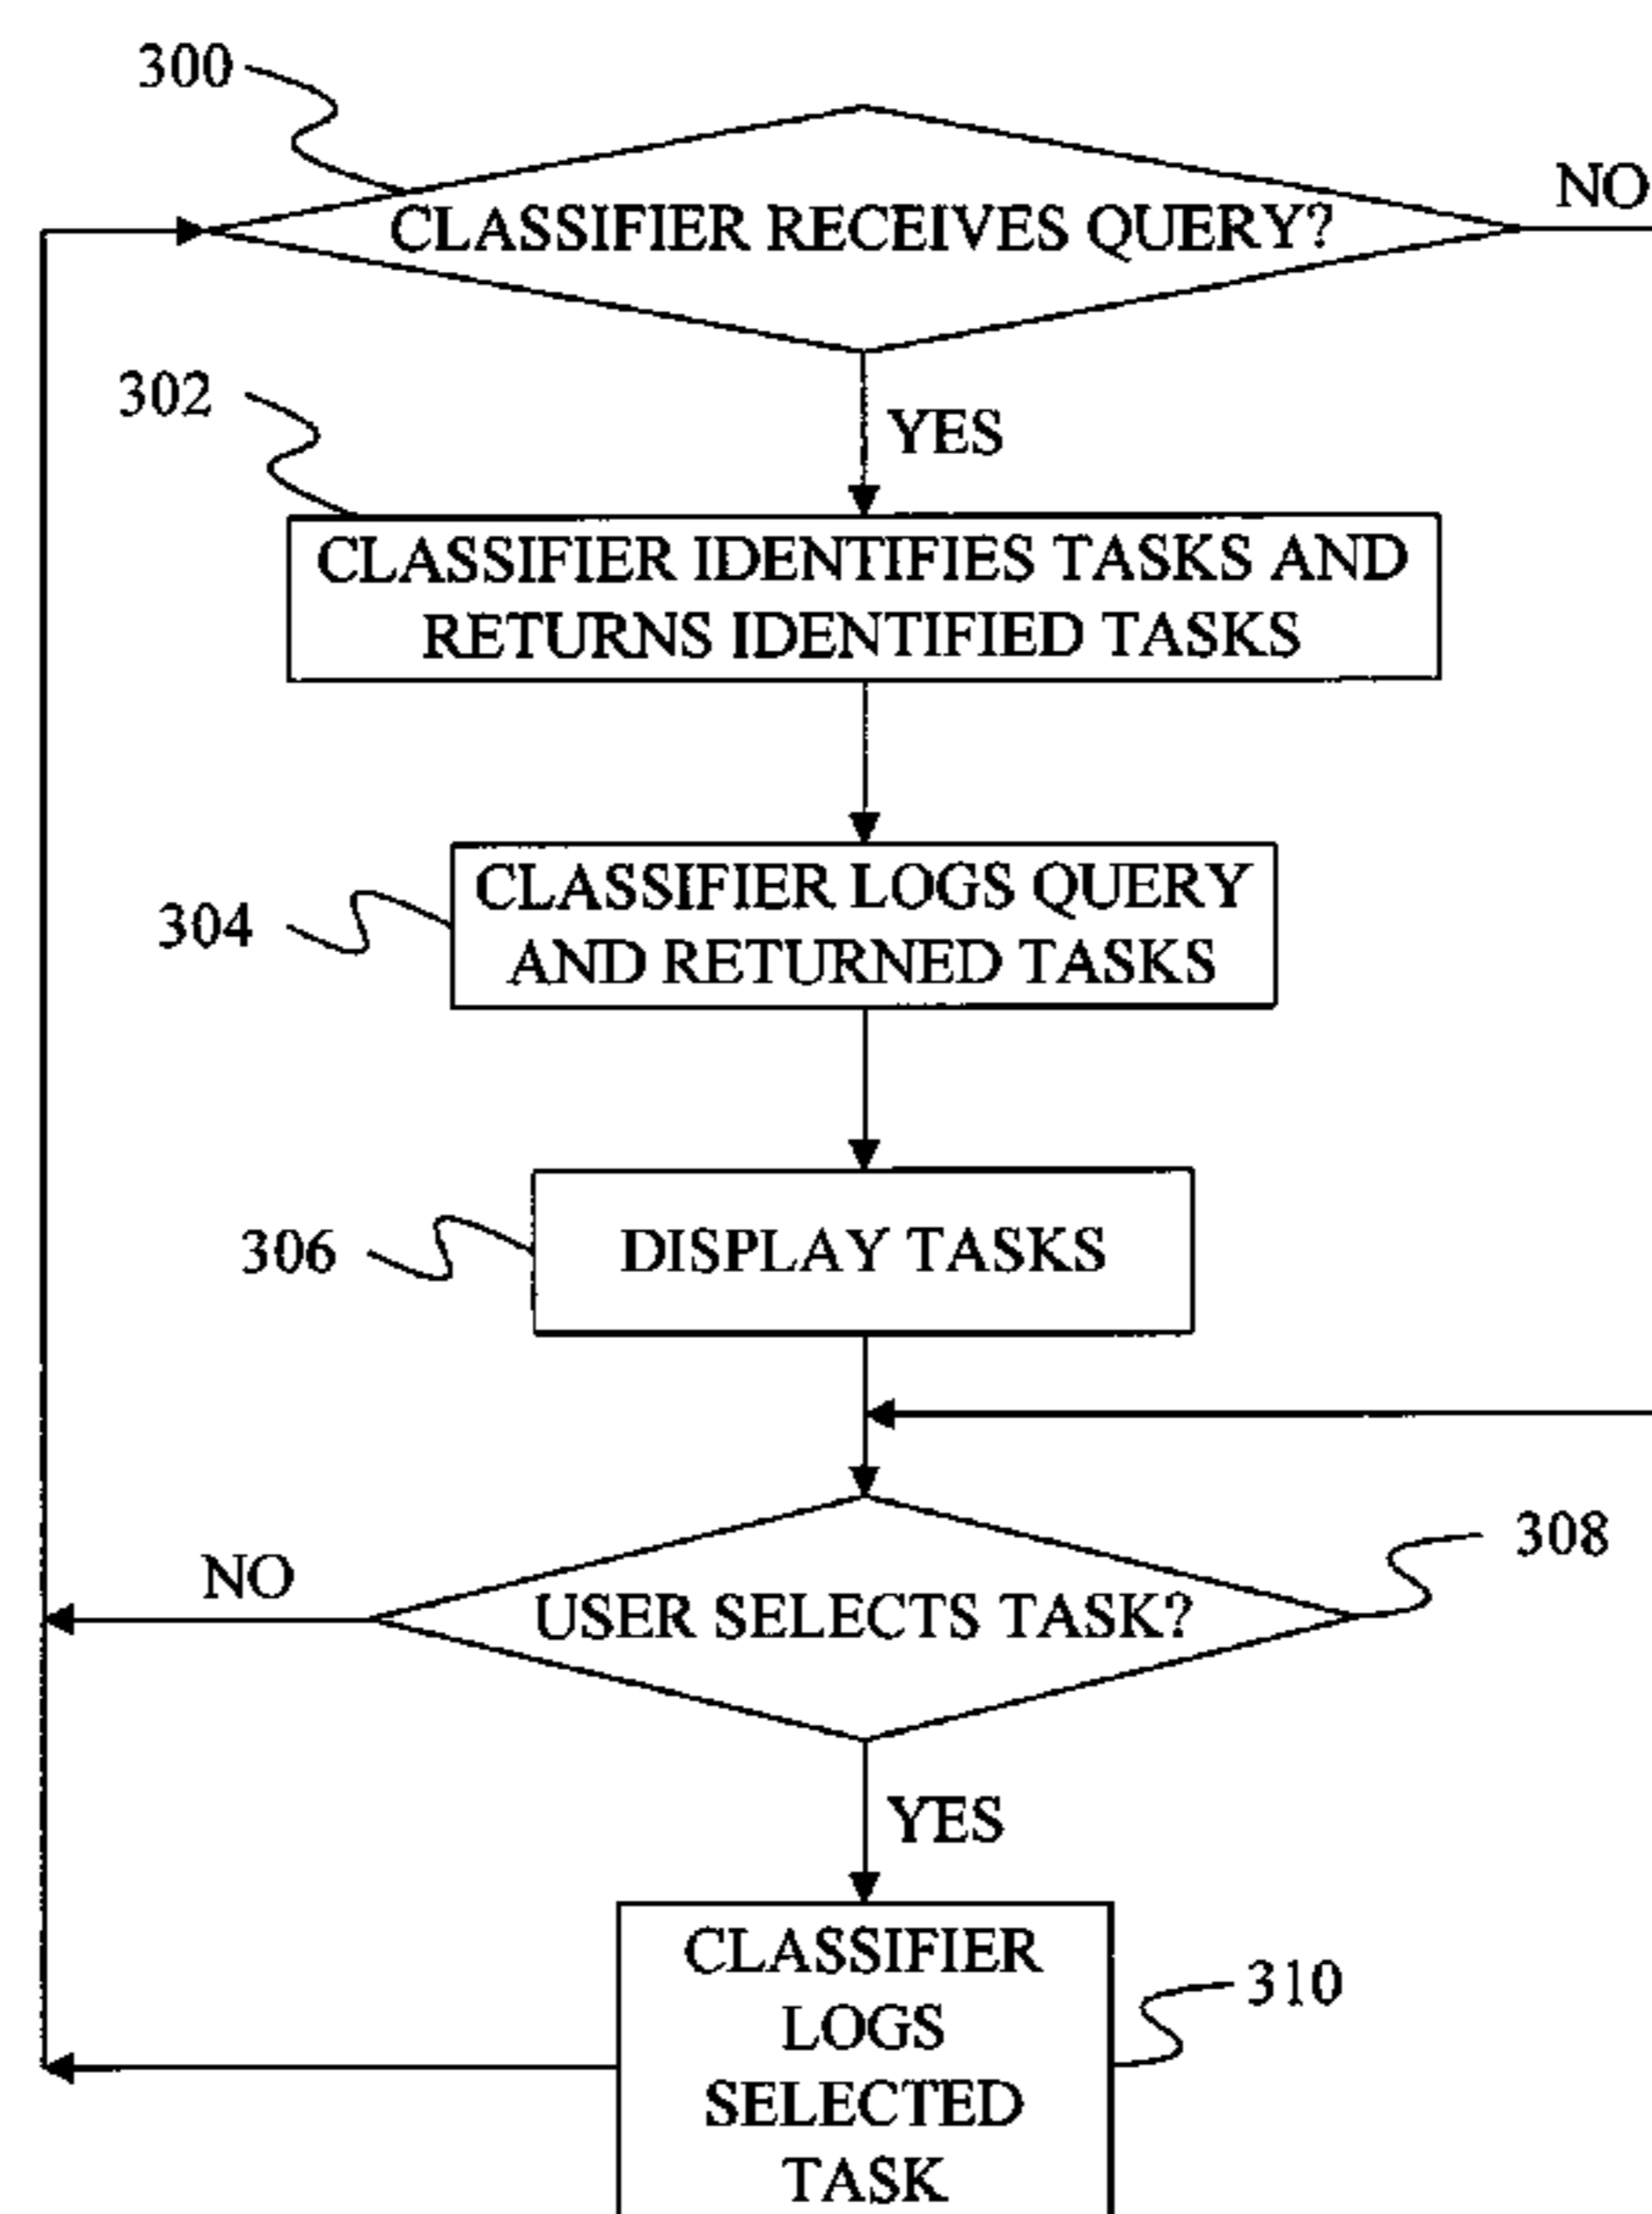 300
NO
CLASSIFIER RECEIVES QUERY?
302
YES
CLASSIFIER IDENTIFIES TASKS AND
RETURNS IDENTIFIED TASKS
304
CLASSIFIER LOGS QUERY
AND RETURNED TASKS
306
DISPLAY TASKS
308
NO
USER SELECTS TASK?
YES
310
CLASSIFIER
LOGS
SELECTED
TASK